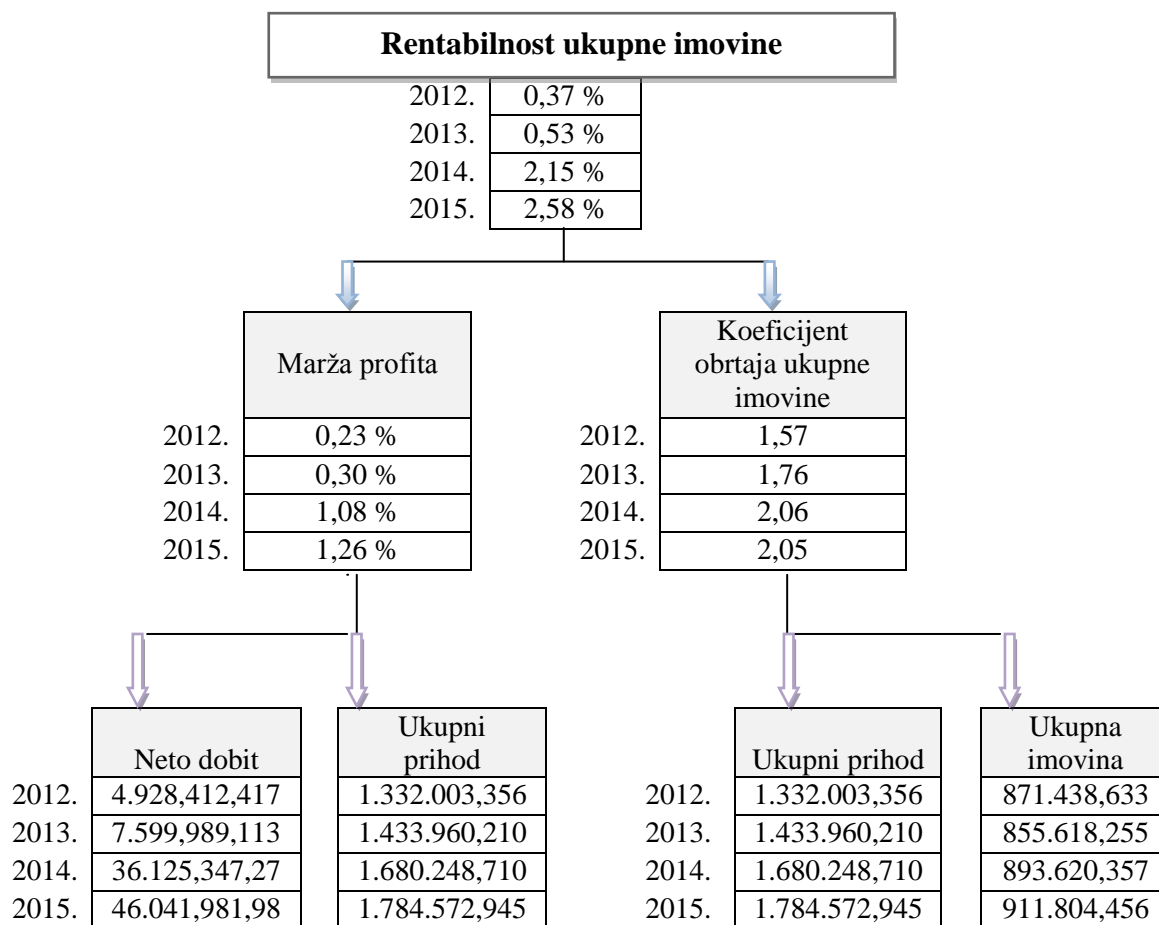 Rentabilnost ukupne imovine
2012. 0,37 %
2013. 0,53 %
2014. 2,15 %
2015. 2,58 %
Marža profita
2012. 0,23 %
2013. 0,30 %
2014. 1,08 %
2015. 1,26 %
Koeficijent
obrtaja ukupne
imovine
2012. 1,57
2013. 1,76
2014. 2,06
2015. 2,05
Neto dobit
2012. 4.928,412,417
2013. 7.599,989,113
2014. 36.125,347,27
2015. 46.041,981,98
Ukupni
prihod
1.332.003,356
1.433.960,210
1.680.248,710
1.784.572,945
Ukupni prihod
2012. 1.332.003,356
2013. 1.433.960,210
2014. 1.680.248,710
2015. 1.784.572,945
Ukupna
imovina
871.438,633
855.618,255
893.620,357
911.804,456